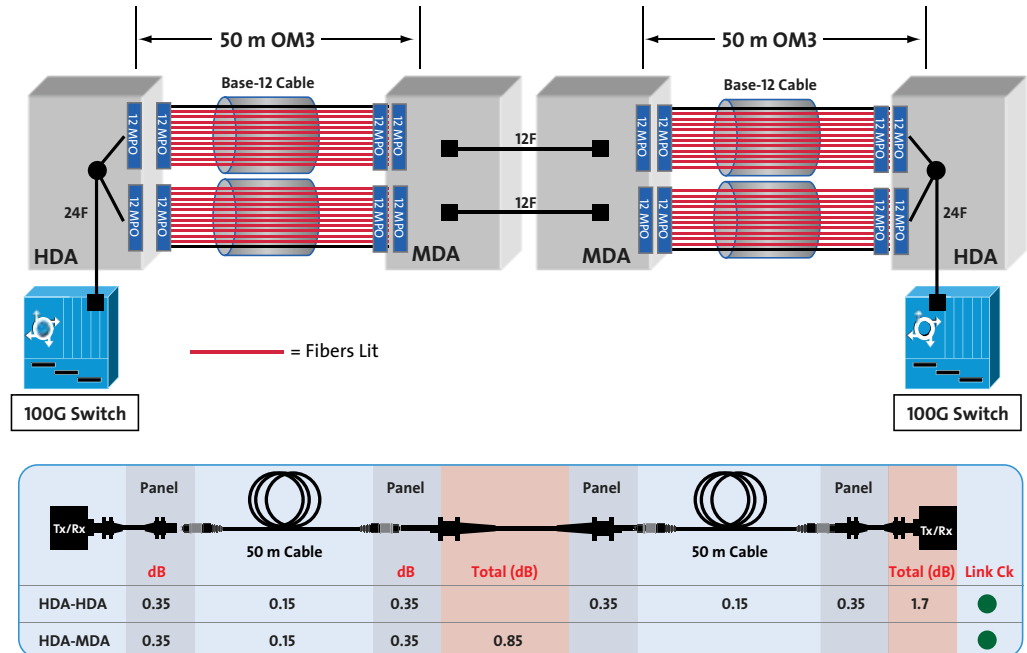 50 m OM3
50 m OM3
Base-12 Cable
Base-12 Cable
12 MPO
12 MPO
12 MPO
12 MPO
12F
12 MPO
12 MPO
12 MPO
12 MPO
24F
12 MPO
12 MPO
12 MPO
12 MPO
12F
12 MPO
12 MPO
12 MPO
12 MPO
24F
HDA
MDA
MDA
HDA
= Fibers Lit
100G Switch
100G Switch
Panel
Panel
Panel
Panel
Tx/Rx
Tx/Rx
50 m Cable
50 m Cable
dB
dB
Total (dB)
Total (dB)
Link Ck
HDA-HDA 0.35 0.15 0.35 0.35 0.15 0.35 1.7
HDA-MDA 0.35 0.15 0.35 0.85